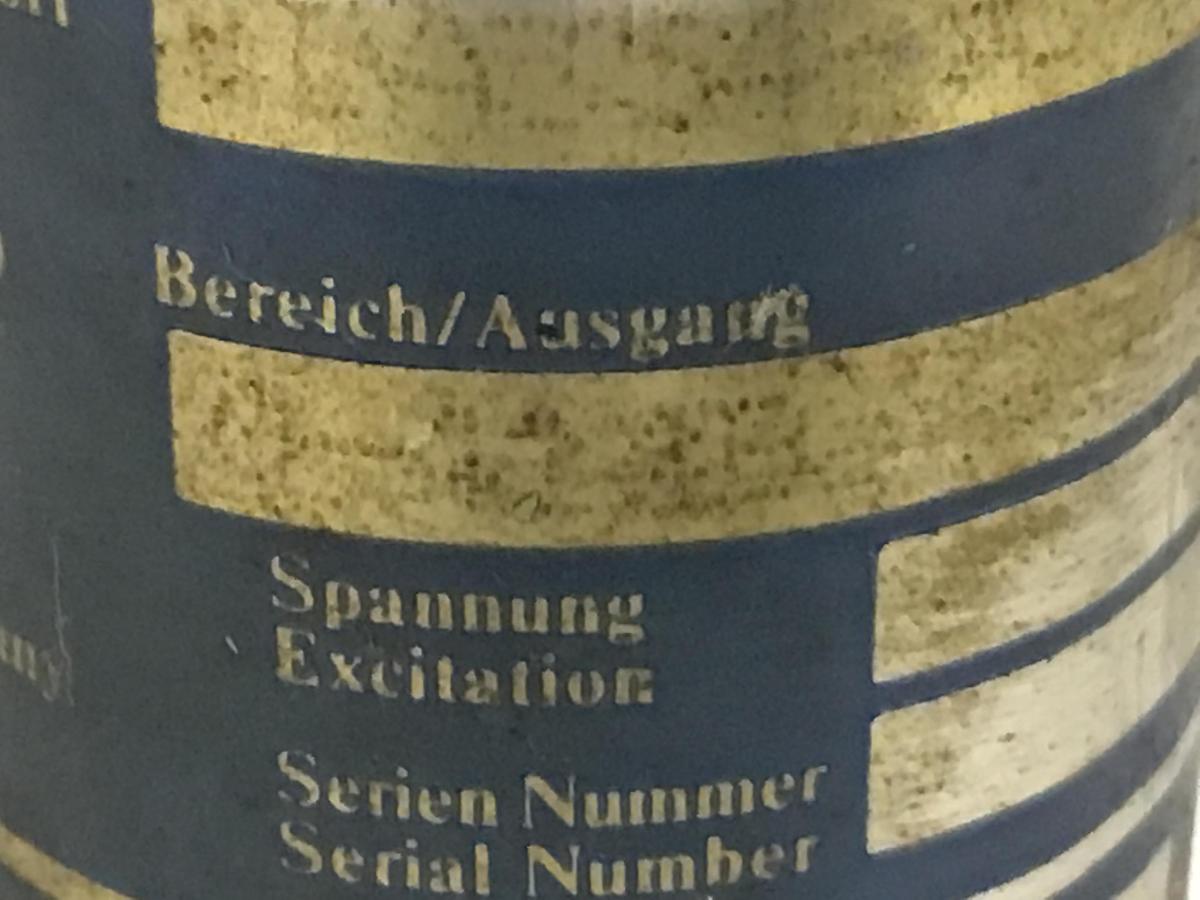 Bereich/Ausgang
Spannung
Excitation
Serien Nummer
Serial Number